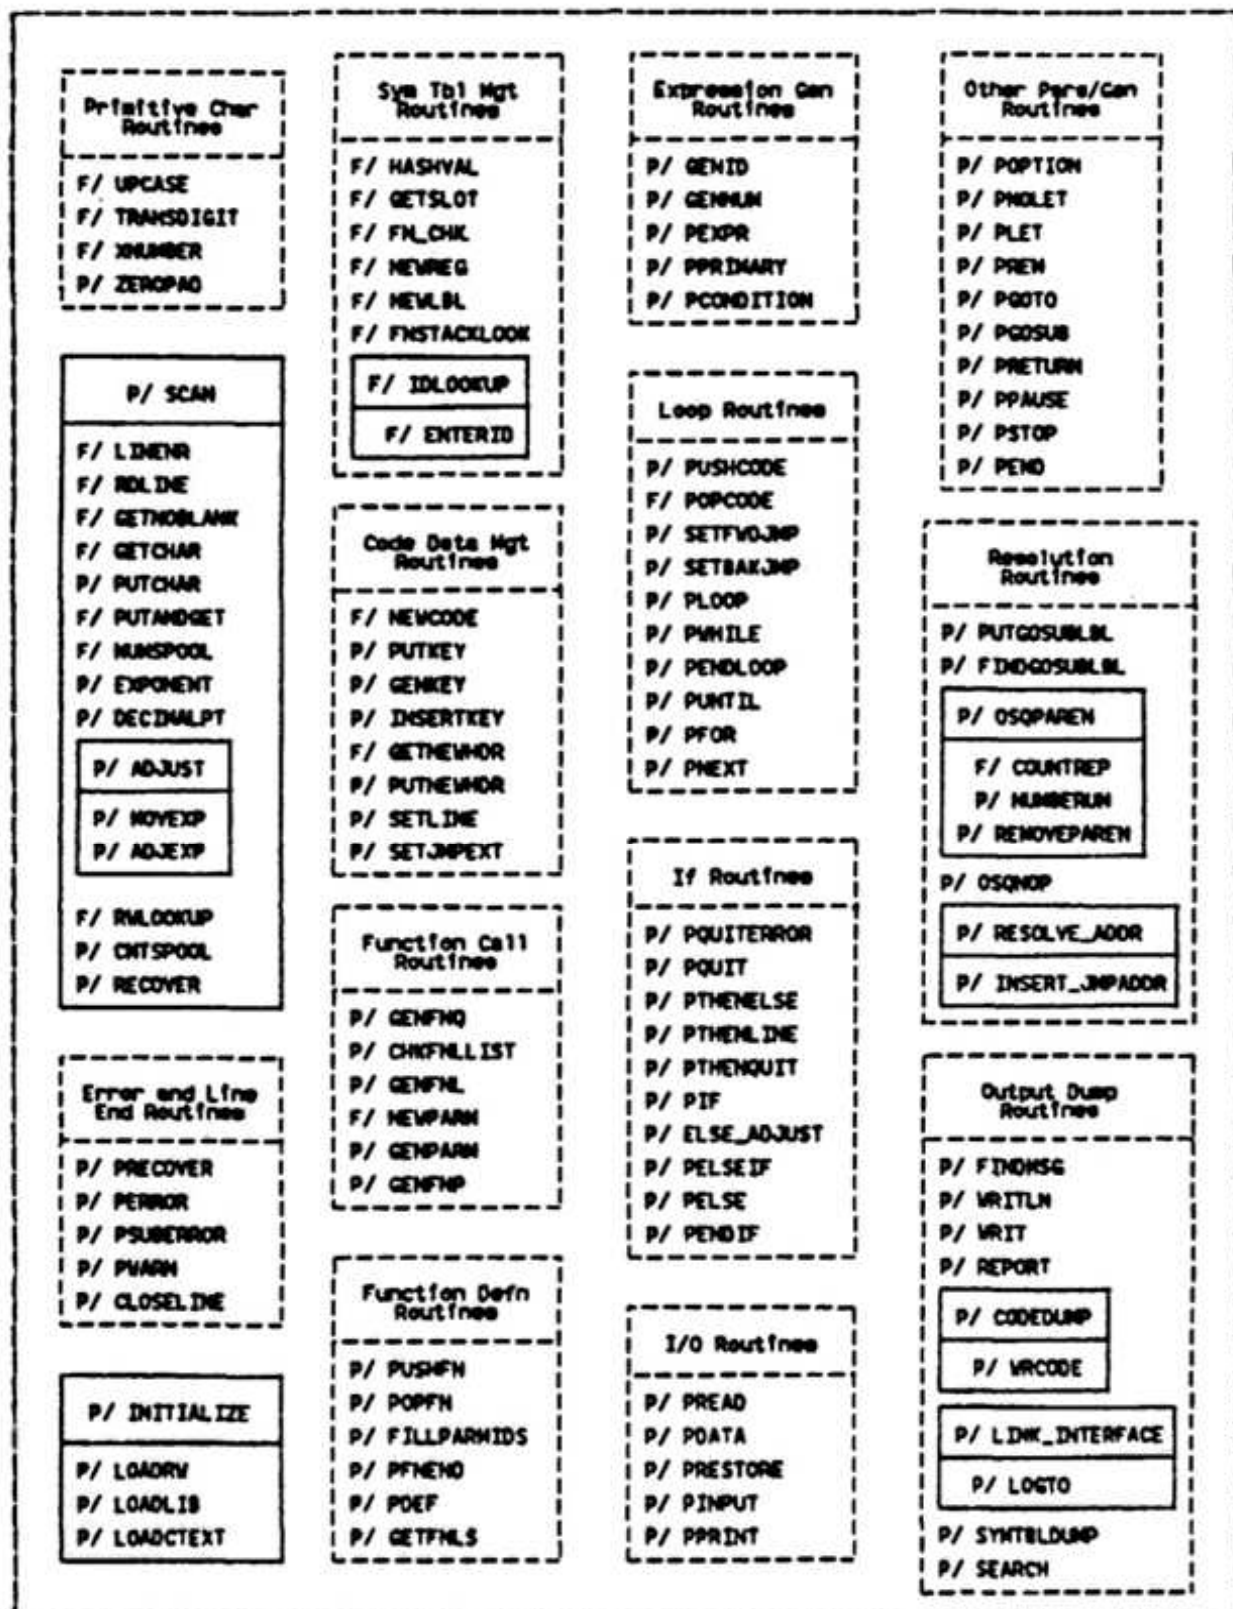 Primitive Char
Routines
F/ UPCASE
F/ TRANSDIGIT
F/ XNUMBER
P/ ZEROPAD
P/ SCAN
F/ LINENR
F/ RDLINE
F/ GETNOBLANK
F/ GETCHAR
P/ PUTCHAR
F/ PUTANDGET
F/ NUMSPOOL
P/ EXPONENT
P/ DECIMALPT
P/ ADJUST
P/ MOVEXP
P/ ADJEXP
F/ RWLOOKUP
P/ CMTSPOOL
P/ RECOVER
Error and Line
End Routines
P/ PRECOVER
P/ PERROR
P/ PSUBERROR
P/ PWARN
P/ CLOSELINE
P/ INITIALIZE
P/ LOADRW
P/ LOADLIB
P/ LOADCTEXT
Sym Tbl Mgt
Routines
F/ HASHVAL
F/ GETSLOT
F/ FN_CHK
F/ NEWREG
F/ NEWLBL
F/ FNSTACKLOOK
F/ IDLOOKUP
F/ ENTERID
Code Data Mgt
Routines
F/ NEWCODE
P/ PUTKEY
P/ GENKEY
P/ INSERTKEY
F/ GETNEWHDR
P/ PUTNEWHDR
P/ SETLINE
P/ SETJMPEXT
Function Call
Routines
P/ GENFNQ
P/ CHKFNLLIST
P/ GENFNL
F/ NEWPARM
P/ GENPARM
P/ GENFNP
Function Defn
Routines
P/ PUSHFN
P/ POPFN
P/ FILLPARMIDS
P/ PFNEND
P/ PDEF
P/ GETFNLS
Expression Gen
Routines
P/ GENID
P/ GENNUM
P/ PEXPR
P/ PPRIMARY
P/ PCONDITION
Loop Routines
P/ PUSHCODE
F/ POPCODE
P/ SETFWDJMP
P/ SETBAKJMP
P/ PLOOP
P/ PWHILE
P/ PENDLOOP
P/ PUNTIL
P/ PFOR
P/ PNEXT
If Routines
P/ PQUITERROR
P/ PQUIT
P/ PTHENELSE
P/ PTHENLINE
P/ PTHENQUIT
P/ PIF
P/ ELSE_ADJUST
P/ PELSEIF
P/ PELSE
P/ PENDIF
I/O Routines
P/ PREAD
P/ PDATA
P/ PRESTORE
P/ PINPUT
P/ PPRINT
Other Pars/Gen
Routines
P/ POPTION
P/ PNOLET
P/ PLET
P/ PREM
P/ PGOTO
P/ PGOSUB
P/ PRETURN
P/ PPAUSE
P/ PSTOP
P/ PEND
Resolution
Routines
P/ PUTGOSUBLBL
P/ FINDGOSUBLBL
P/ OSQPAREN
F/ COUNTREP
P/ NUMBERUN
P/ REMOVEPAREN
P/ OSQNOP
P/ RESOLVE_ADDR
P/ INSERT_JMPADDR
Output Dump
Routines
P/ FINDMSG
P/ WRITLN
P/ WRIT
P/ REPORT
P/ CODEDUMP
P/ WRCODE
P/ LINK_INTERFACE
P/ LOGTO
P/ SYMTBLDUMP
P/ SEARCH